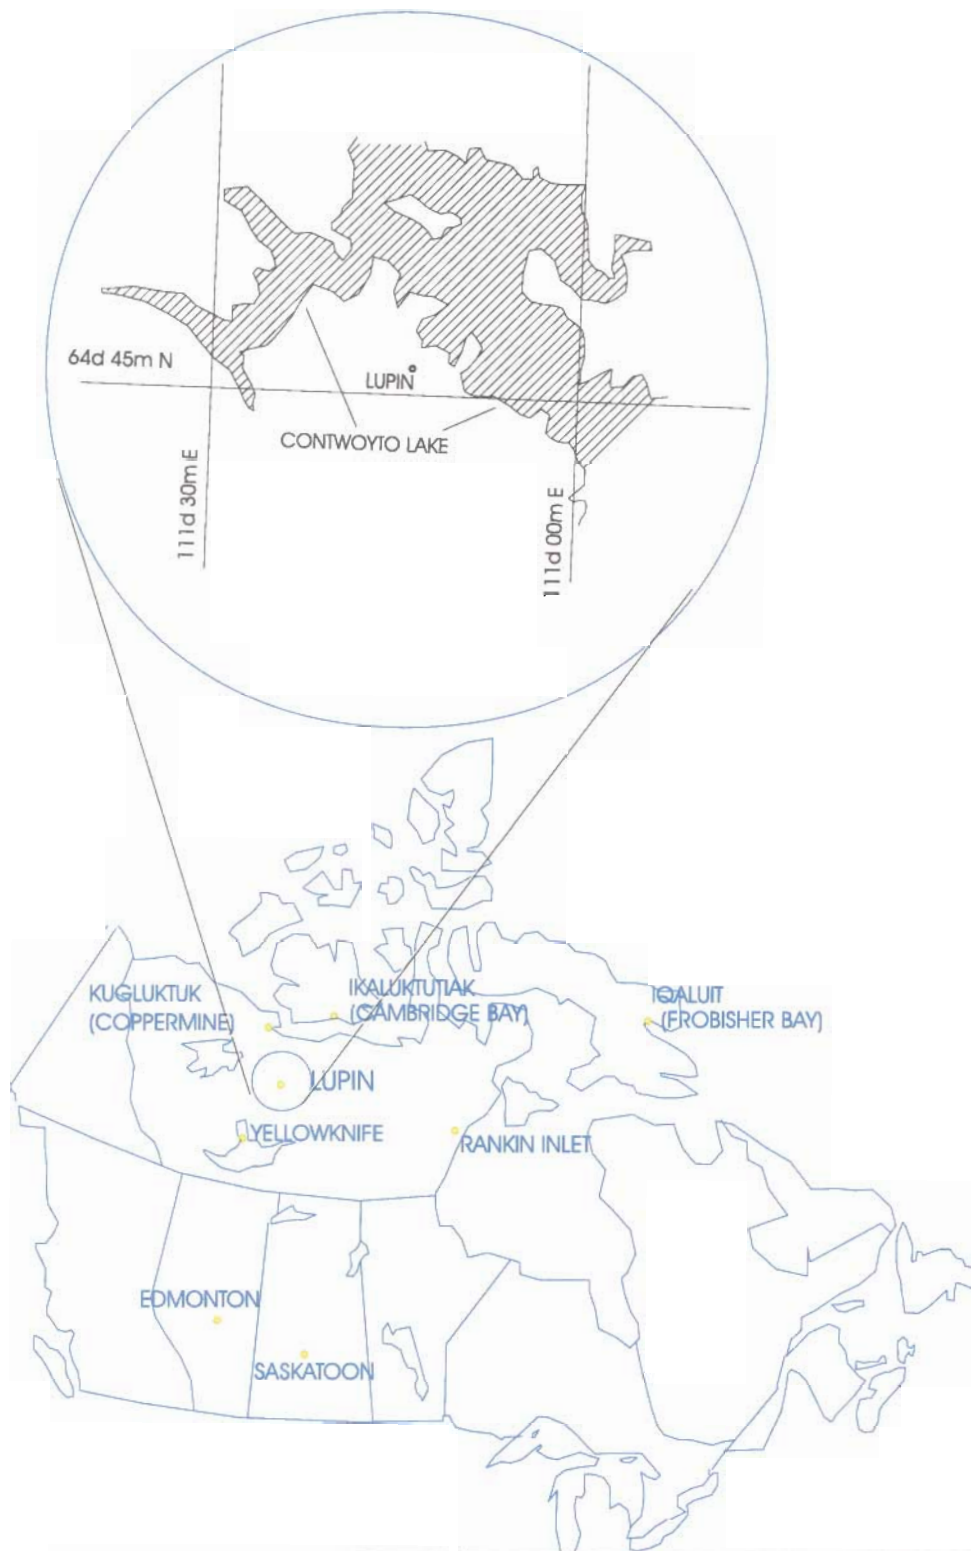 64d 45m N
LUPIN
CONTWOYTO LAKE
111d 30m E
111d 00m E
KUGLUKTUK
(COPPERMINE)
IKALUKTUTIAK
(CAMBRIDGE BAY)
IQALUIT
(FROBISHER BAY)
LUPIN
YELLOWKNIFE
RANKIN INLET
EDMONTON
SASKATOON